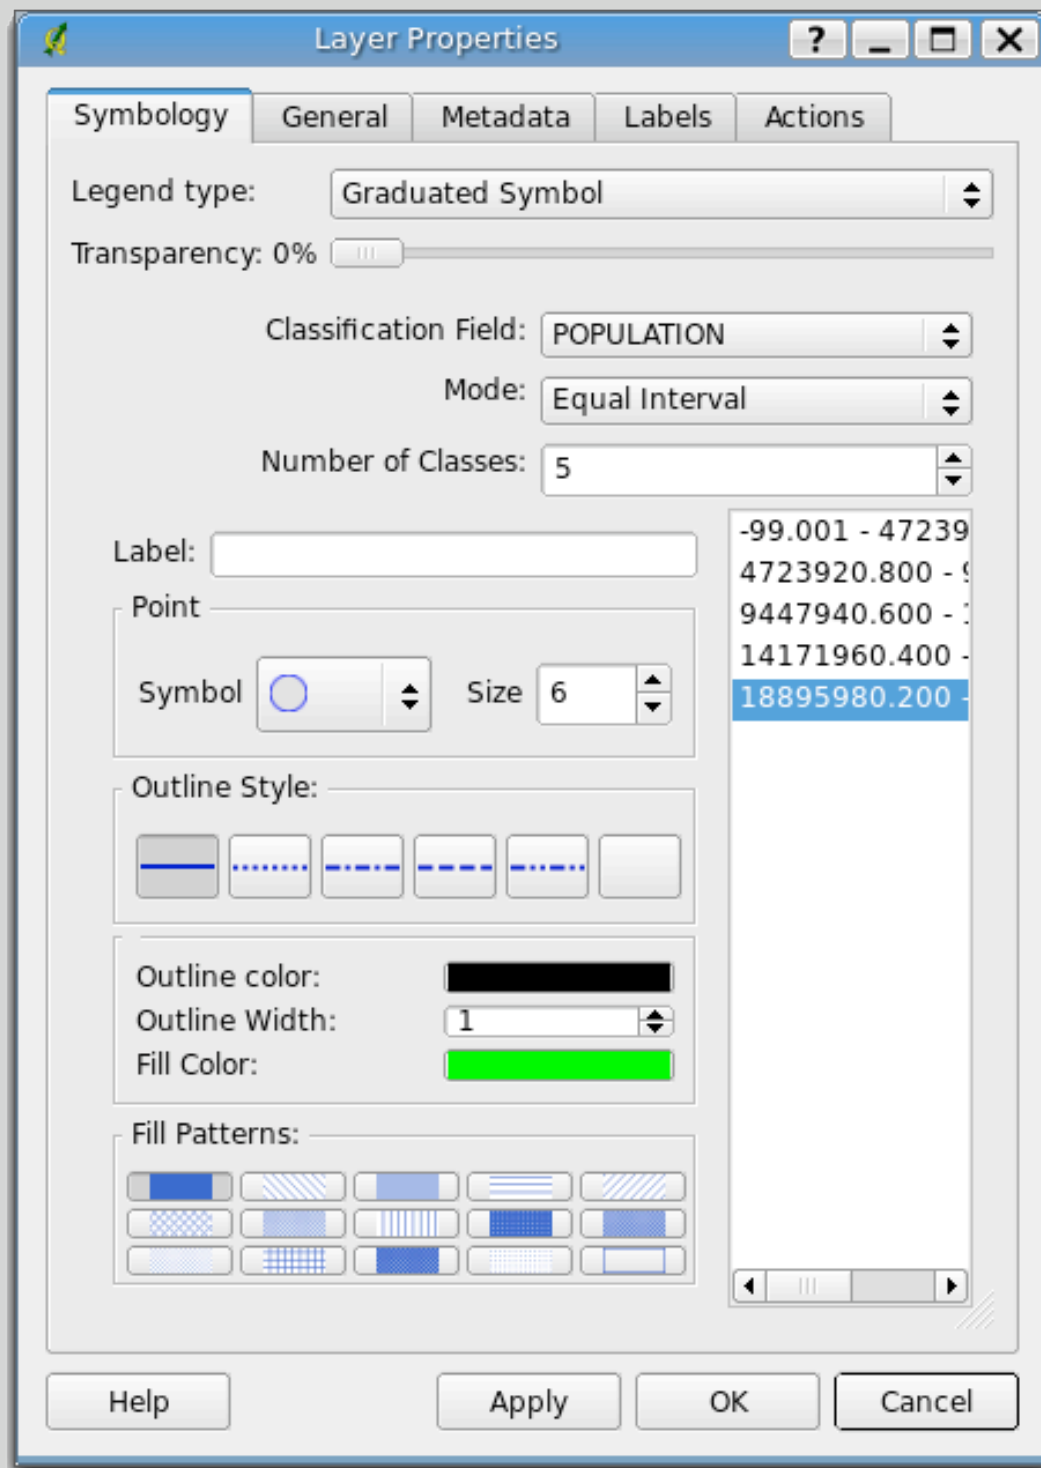 Layer Properties
?
Symbology General Metadata Labels Actions
Legend type: Graduated Symbol
Transparency: 0%
Classification Field: POPULATION
Mode: Equal Interval
Number of Classes: 5
Label:
Point
Symbol Size 6
Outline Style:
Outline color:
Outline Width: 1
Fill Color:
Fill Patterns:
-99.001 - 47239
4723920.800 -
9447940.600 -
14171960.400 -
18895980.200 -
Help Apply OK Cancel